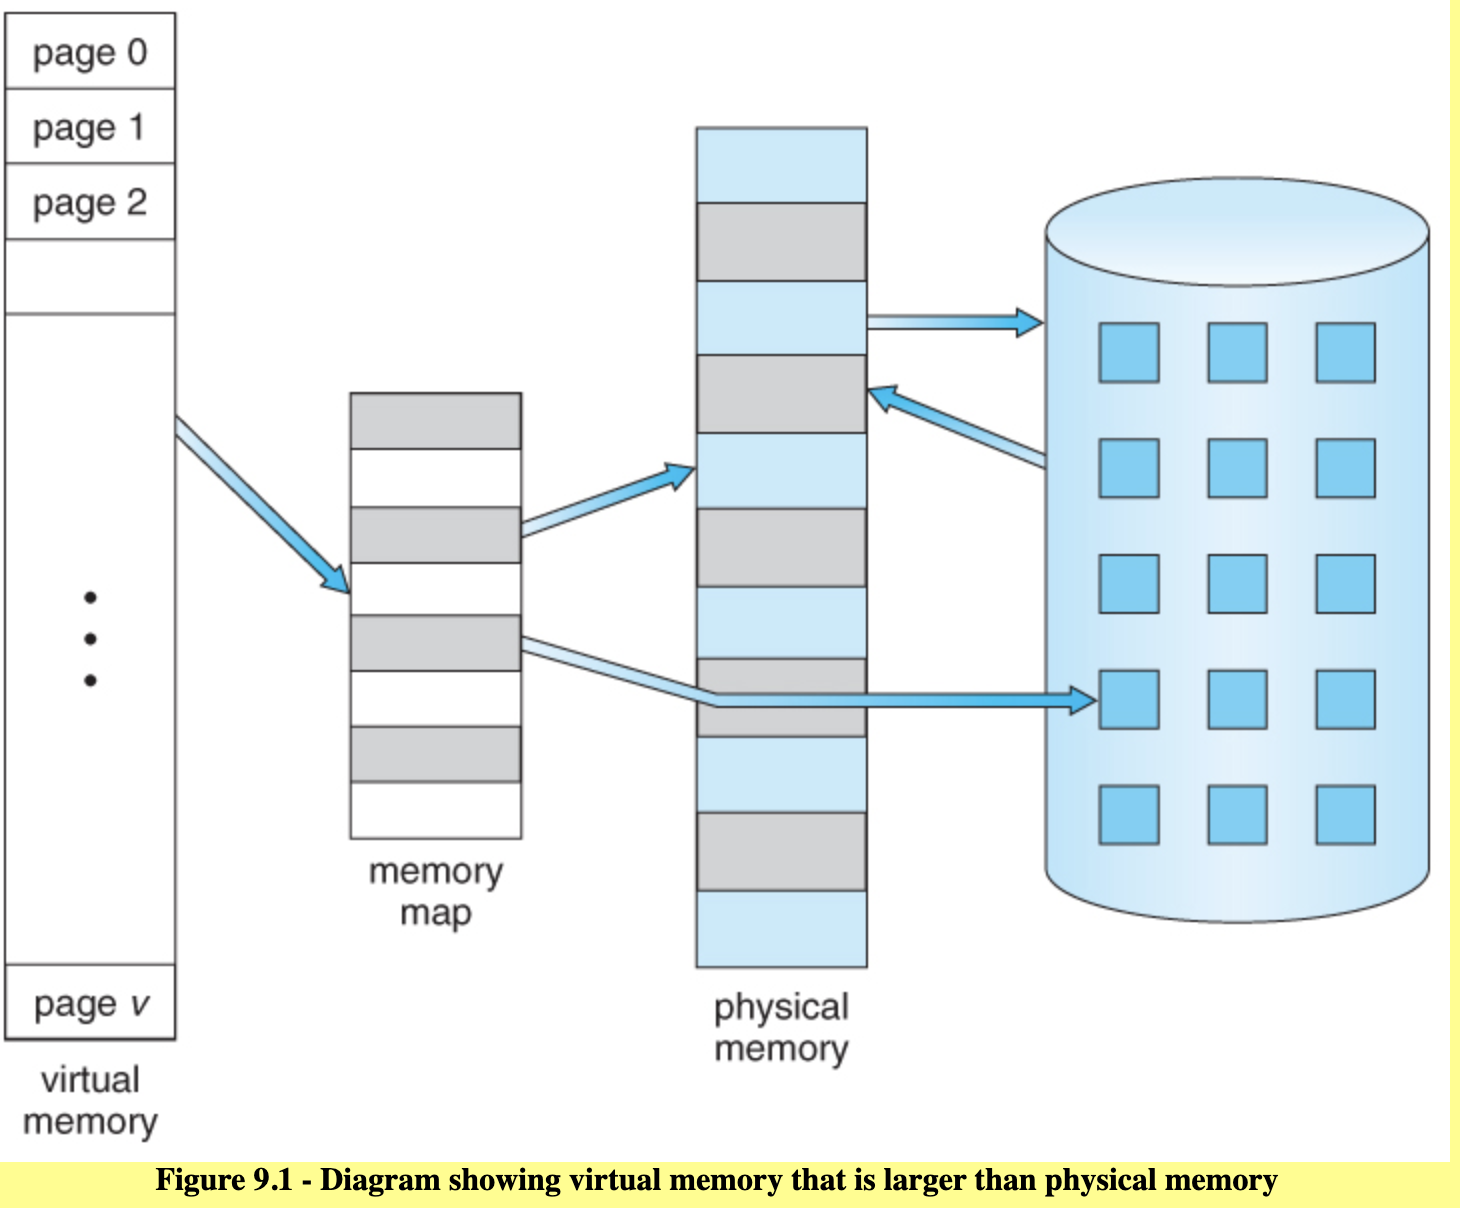 page 0
page 1
page 2
page v
virtual
memory
memory
map
physical
memory
Figure 9.1 - Diagram showing virtual memory that is larger than physical memory